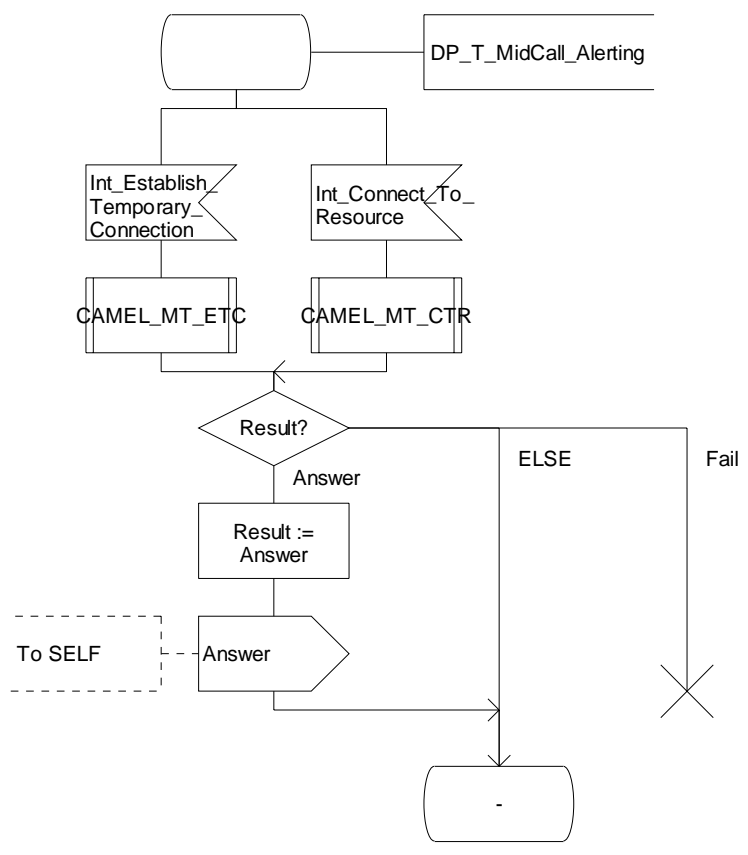 DP_T_MidCall_Alerting
Int_Establish_
Temporary_
Connection
Int_Connect_To_
Resource
CAMEL_MT_ETC
CAMEL_MT_CTR
Result?
ELSE
Fail
Answer
Result :=
Answer
To SELF
Answer
-